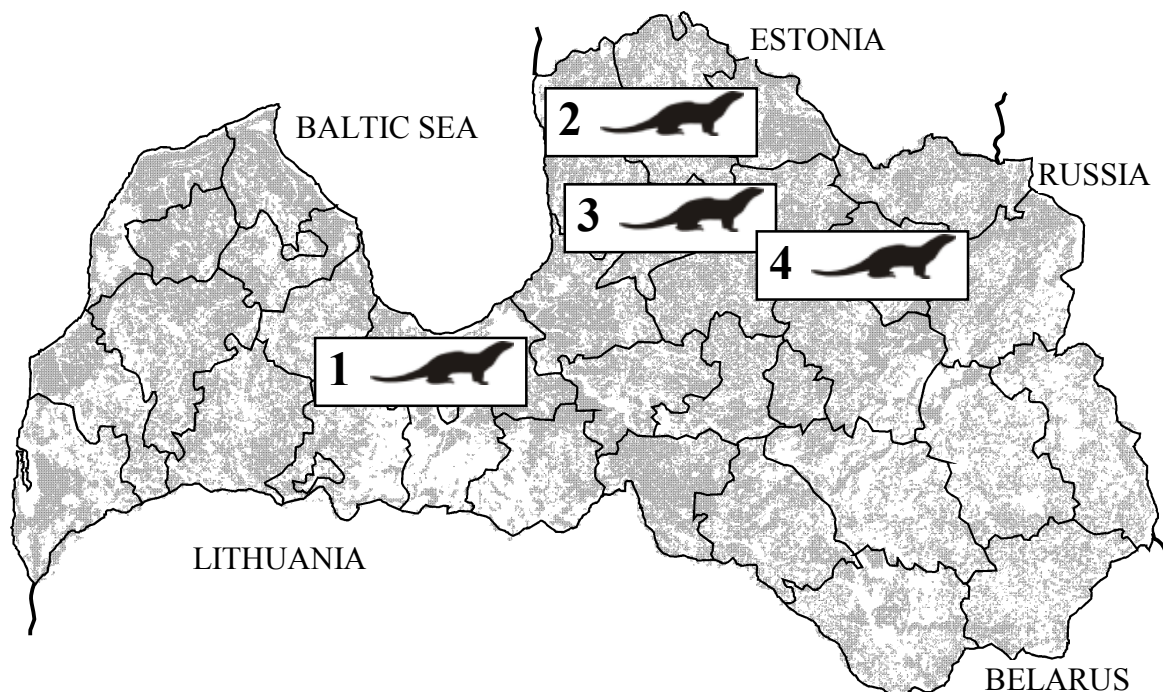 ESTONIA
2
BALTIC SEA
RUSSIA
3
4
1
LITHUANIA
BELARUS